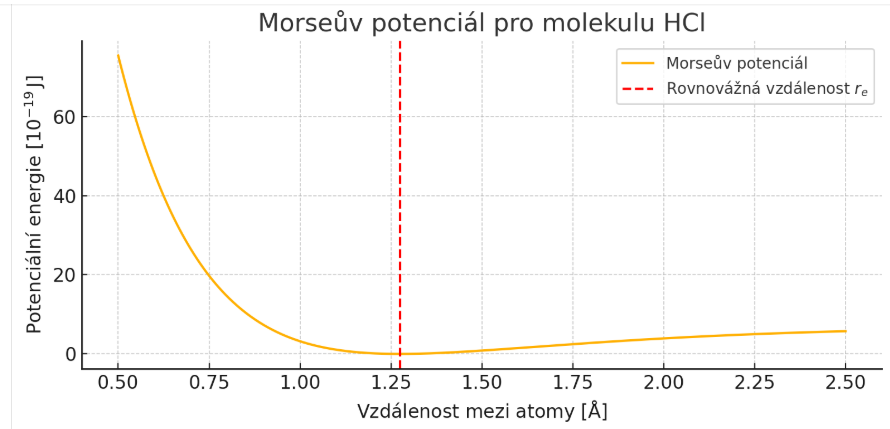 Morseův potenciál pro molekulu HCl
Morseův potenciál
Rovnovážná vzdálenost rₑ
Potenciální energie [10⁻¹⁹ J]
60
40
20
0
0.50 0.75 1.00 1.25 1.50 1.75 2.00 2.25 2.50
Vzdálenost mezi atomy [Å]